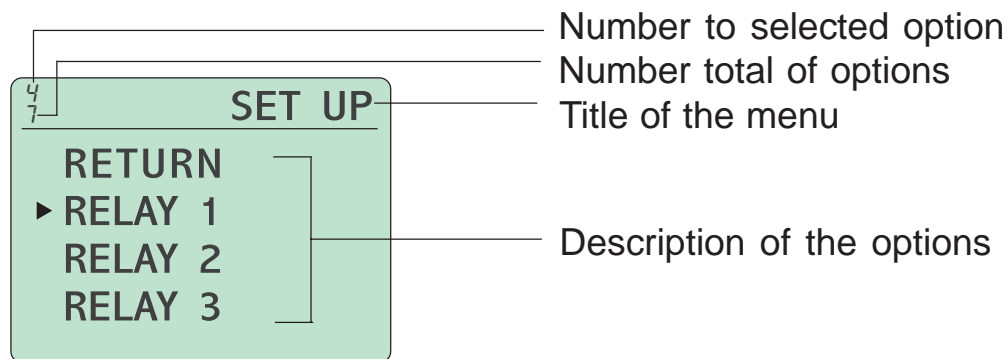 Number to selected option
Number total of options
4
7
SET UP
Title of the menu
RETURN
RELAY 1
RELAY 2
RELAY 3
Description of the options